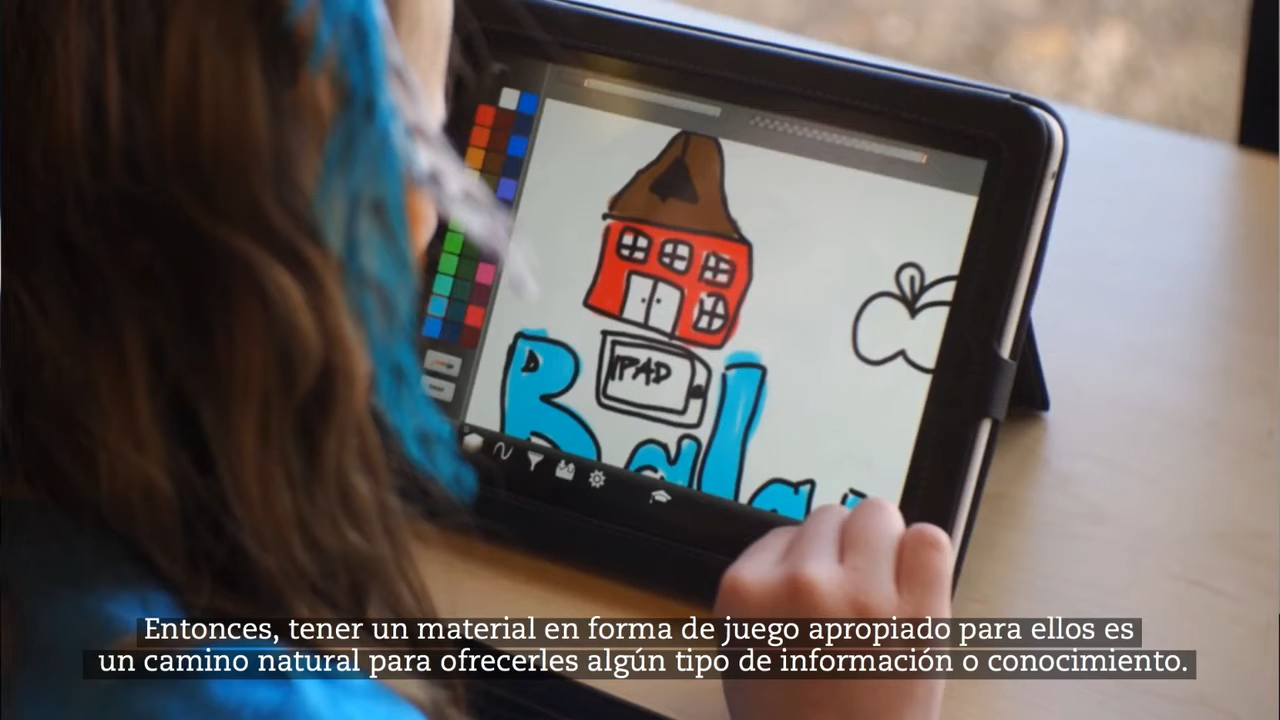 IPAD
Entonces, tener un material en forma de juego apropiado para ellos es
un camino natural para ofrecerles algún tipo de información o conocimiento.